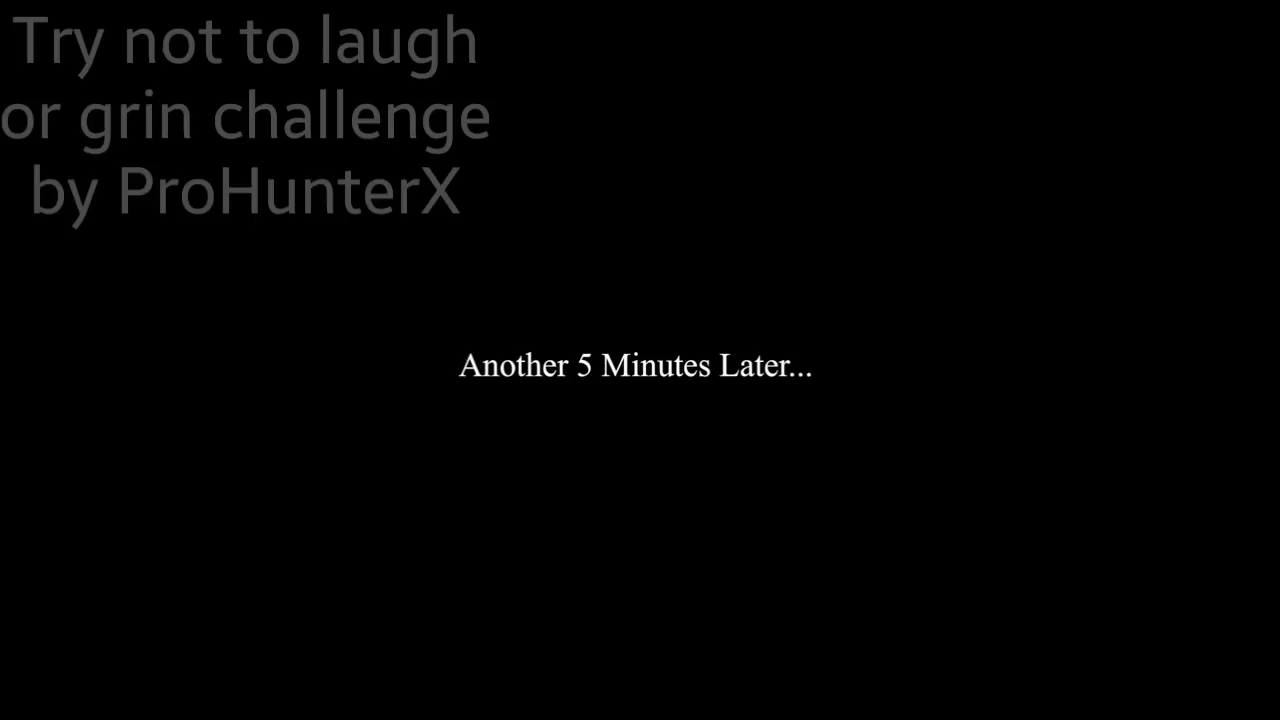 Try not to laugh
or grin challenge
by ProHunterX
Another 5 Minutes Later...